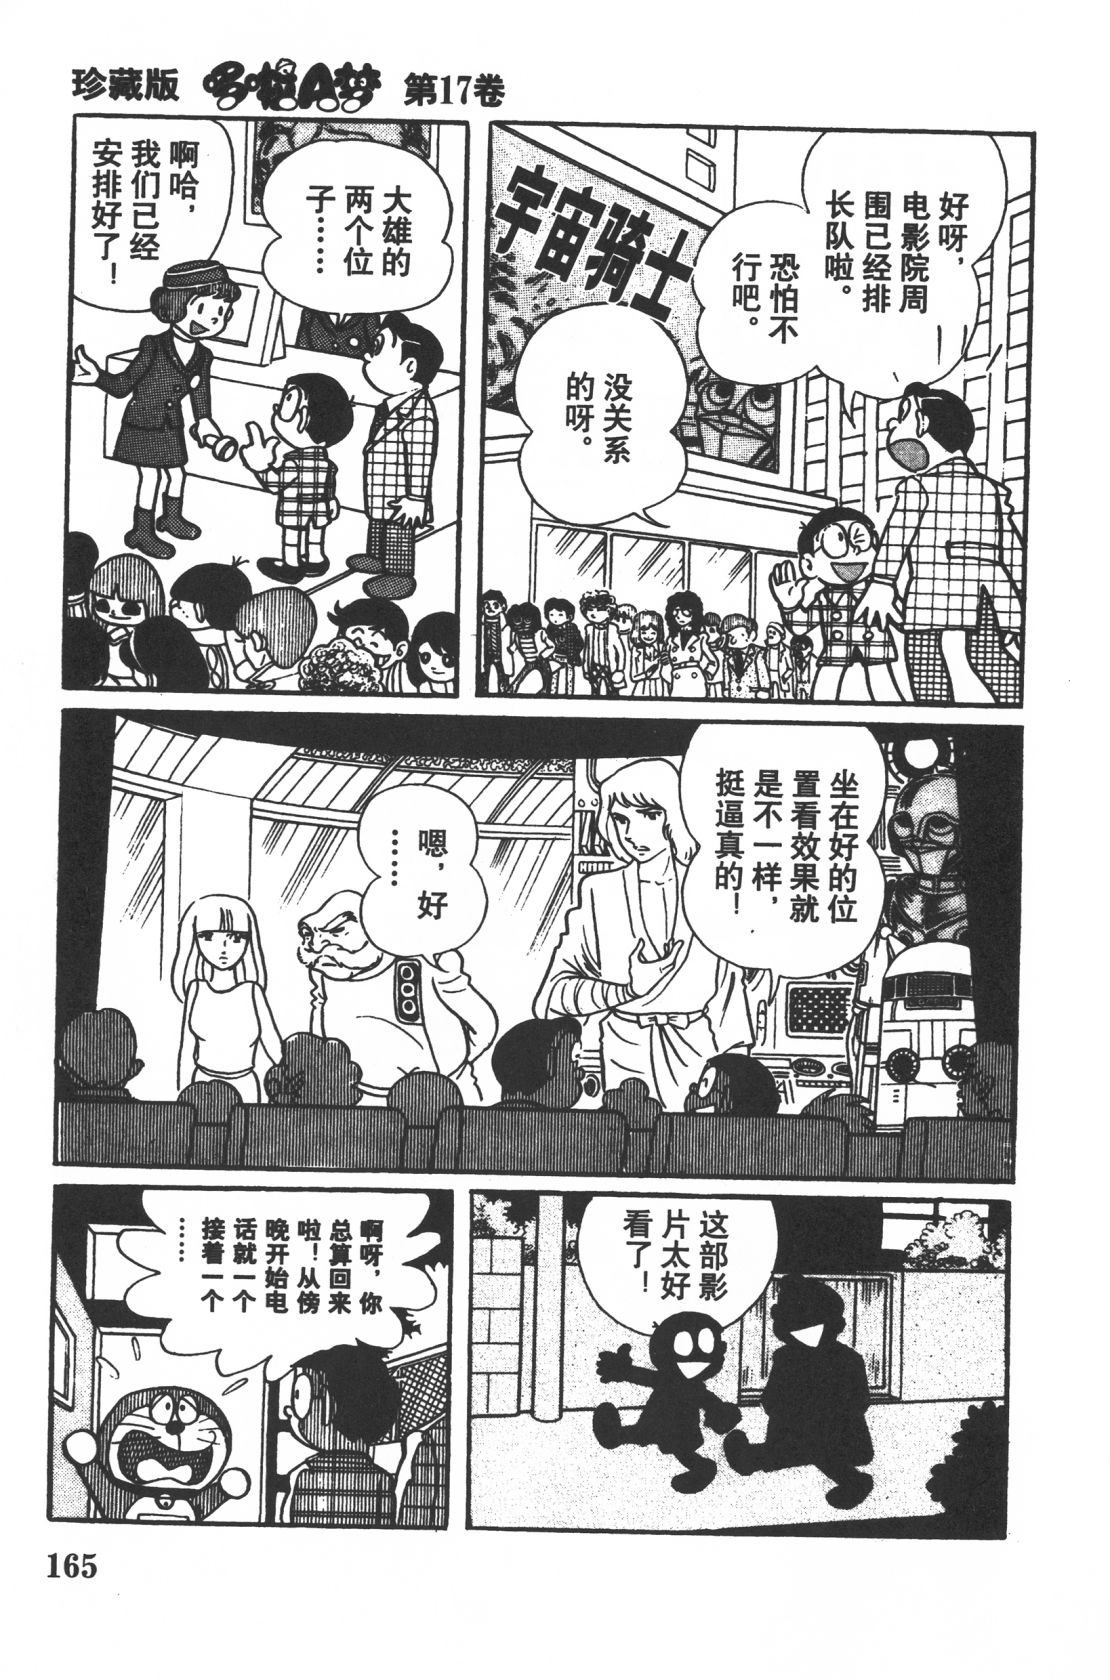 珍藏版 哆啦A梦 第17卷
好呀，
电影院周
围已经排
长队啦。
恐怕不
行吧。
宇宙骑士
没关系
的呀。
大雄的
两个位
子……
啊哈，
我们已经
安排好了！
坐在好的位
置看效果就
是不一样，
挺逼真的！
嗯，好
……
这部影
片太好
看了！
啊呀，你
总算回来
啦！从傍
晚开始电
话就一个
接着一个
……
165